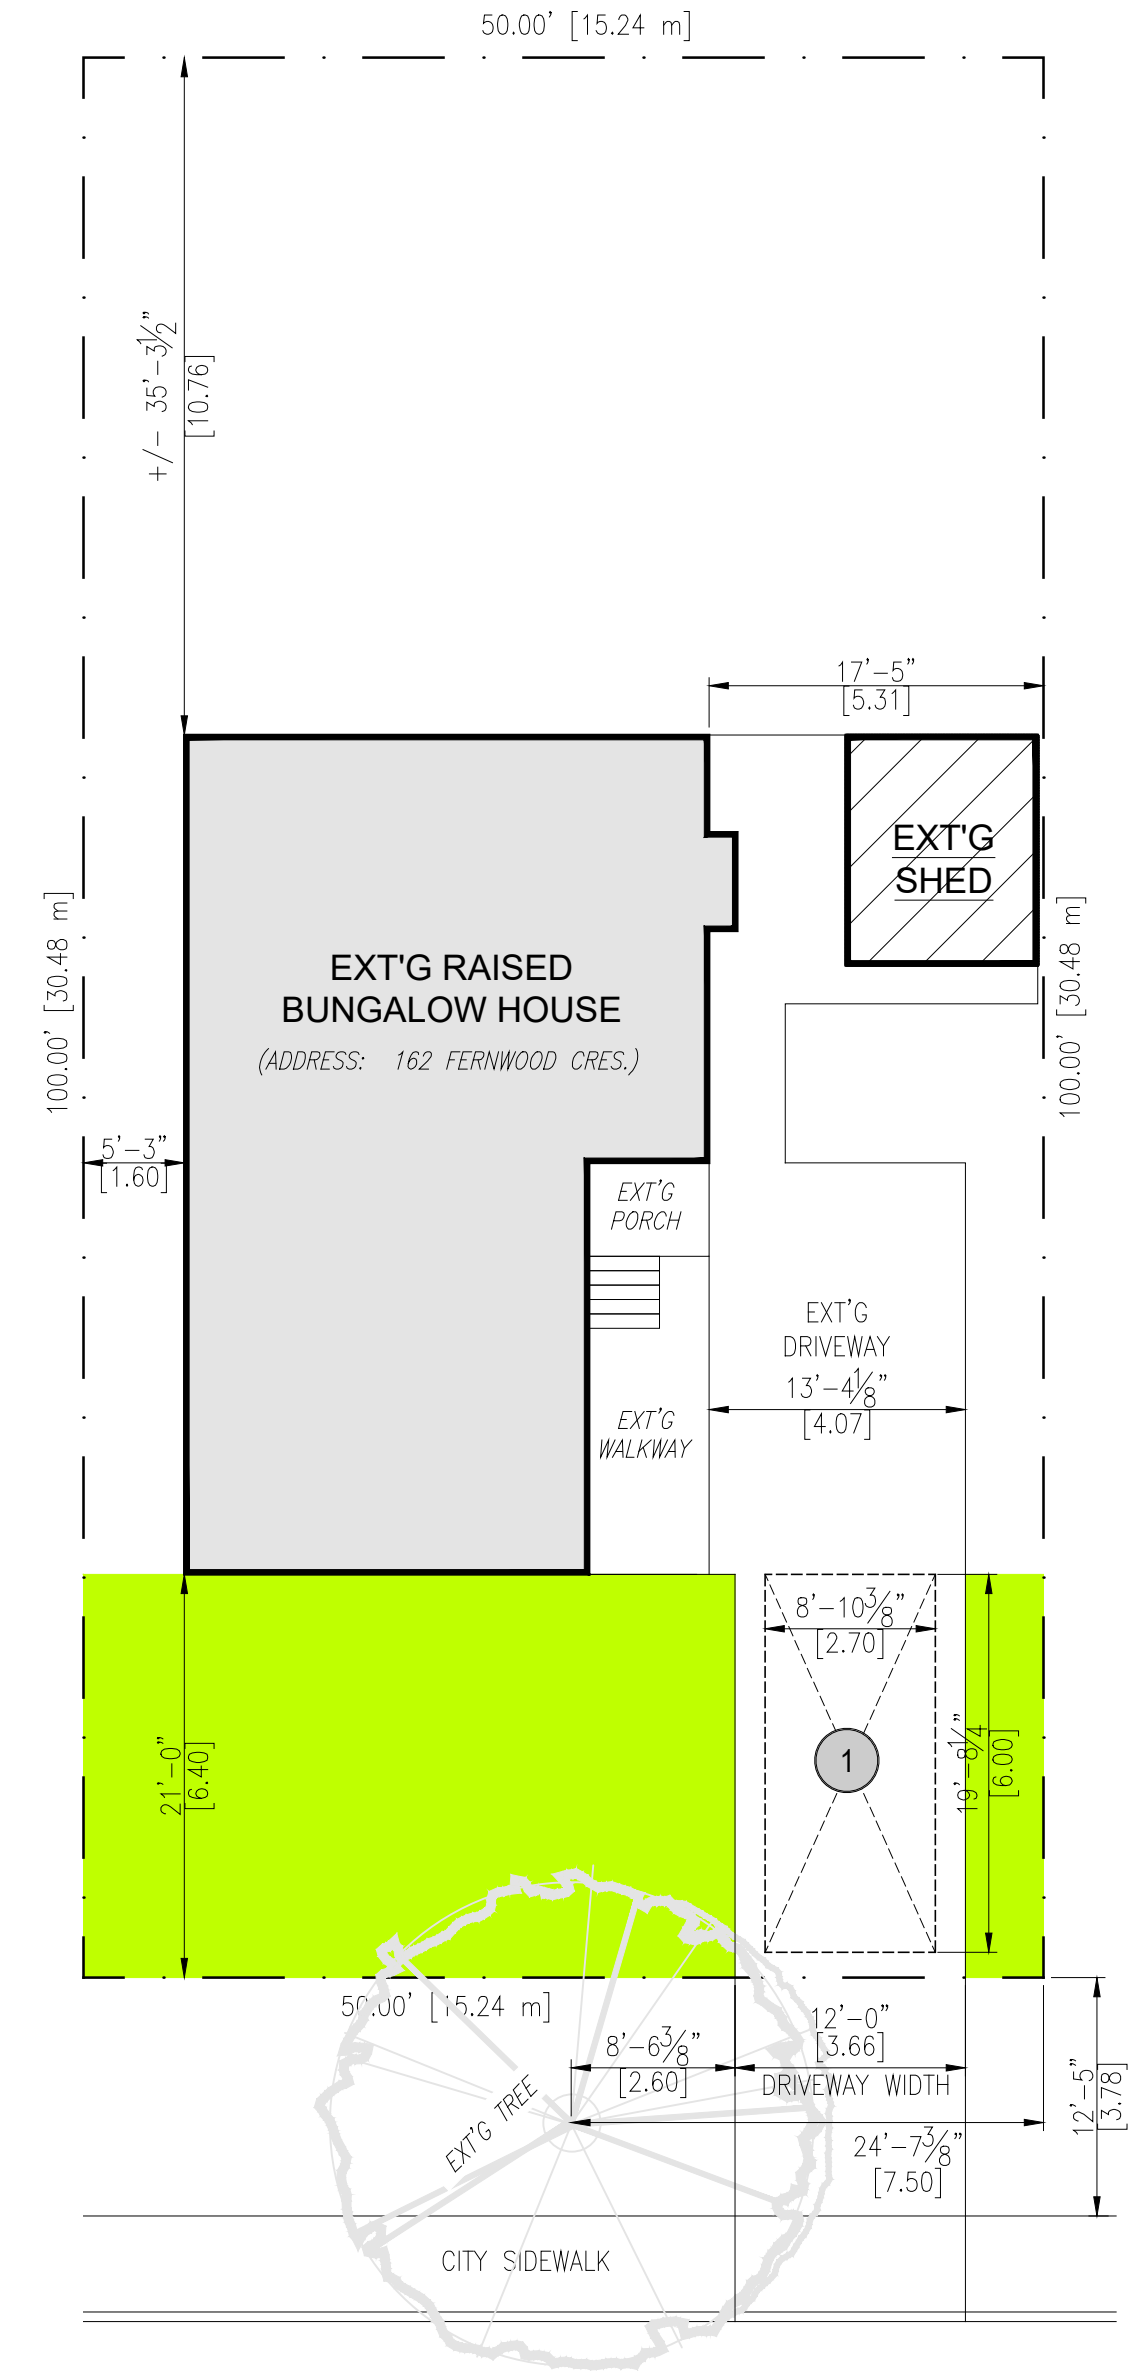 50.00' [15.24 m]
+/- 35'-3½"
[10.76]
17'-5"
[5.31]
EXT'G
SHED
100.00' [30.48 m]
100.00' [30.48 m]
EXT'G RAISED
BUNGALOW HOUSE
(ADDRESS: 162 FERNWOOD CRES.)
5'-3"
[1.60]
EXT'G
PORCH
EXT'G
DRIVEWAY
13'-4⅛"
[4.07]
EXT'G
WALKWAY
8'-10⅜"
[2.70]
21'-0"
[6.40]
1
19'-8¼"
[6.00]
50.00' [15.24 m]
8'-6⅜"
[2.60]
12'-0"
[3.66]
DRIVEWAY WIDTH
12'-5"
[3.78]
EXT'G TREE
24'-7⅜"
[7.50]
CITY SIDEWALK